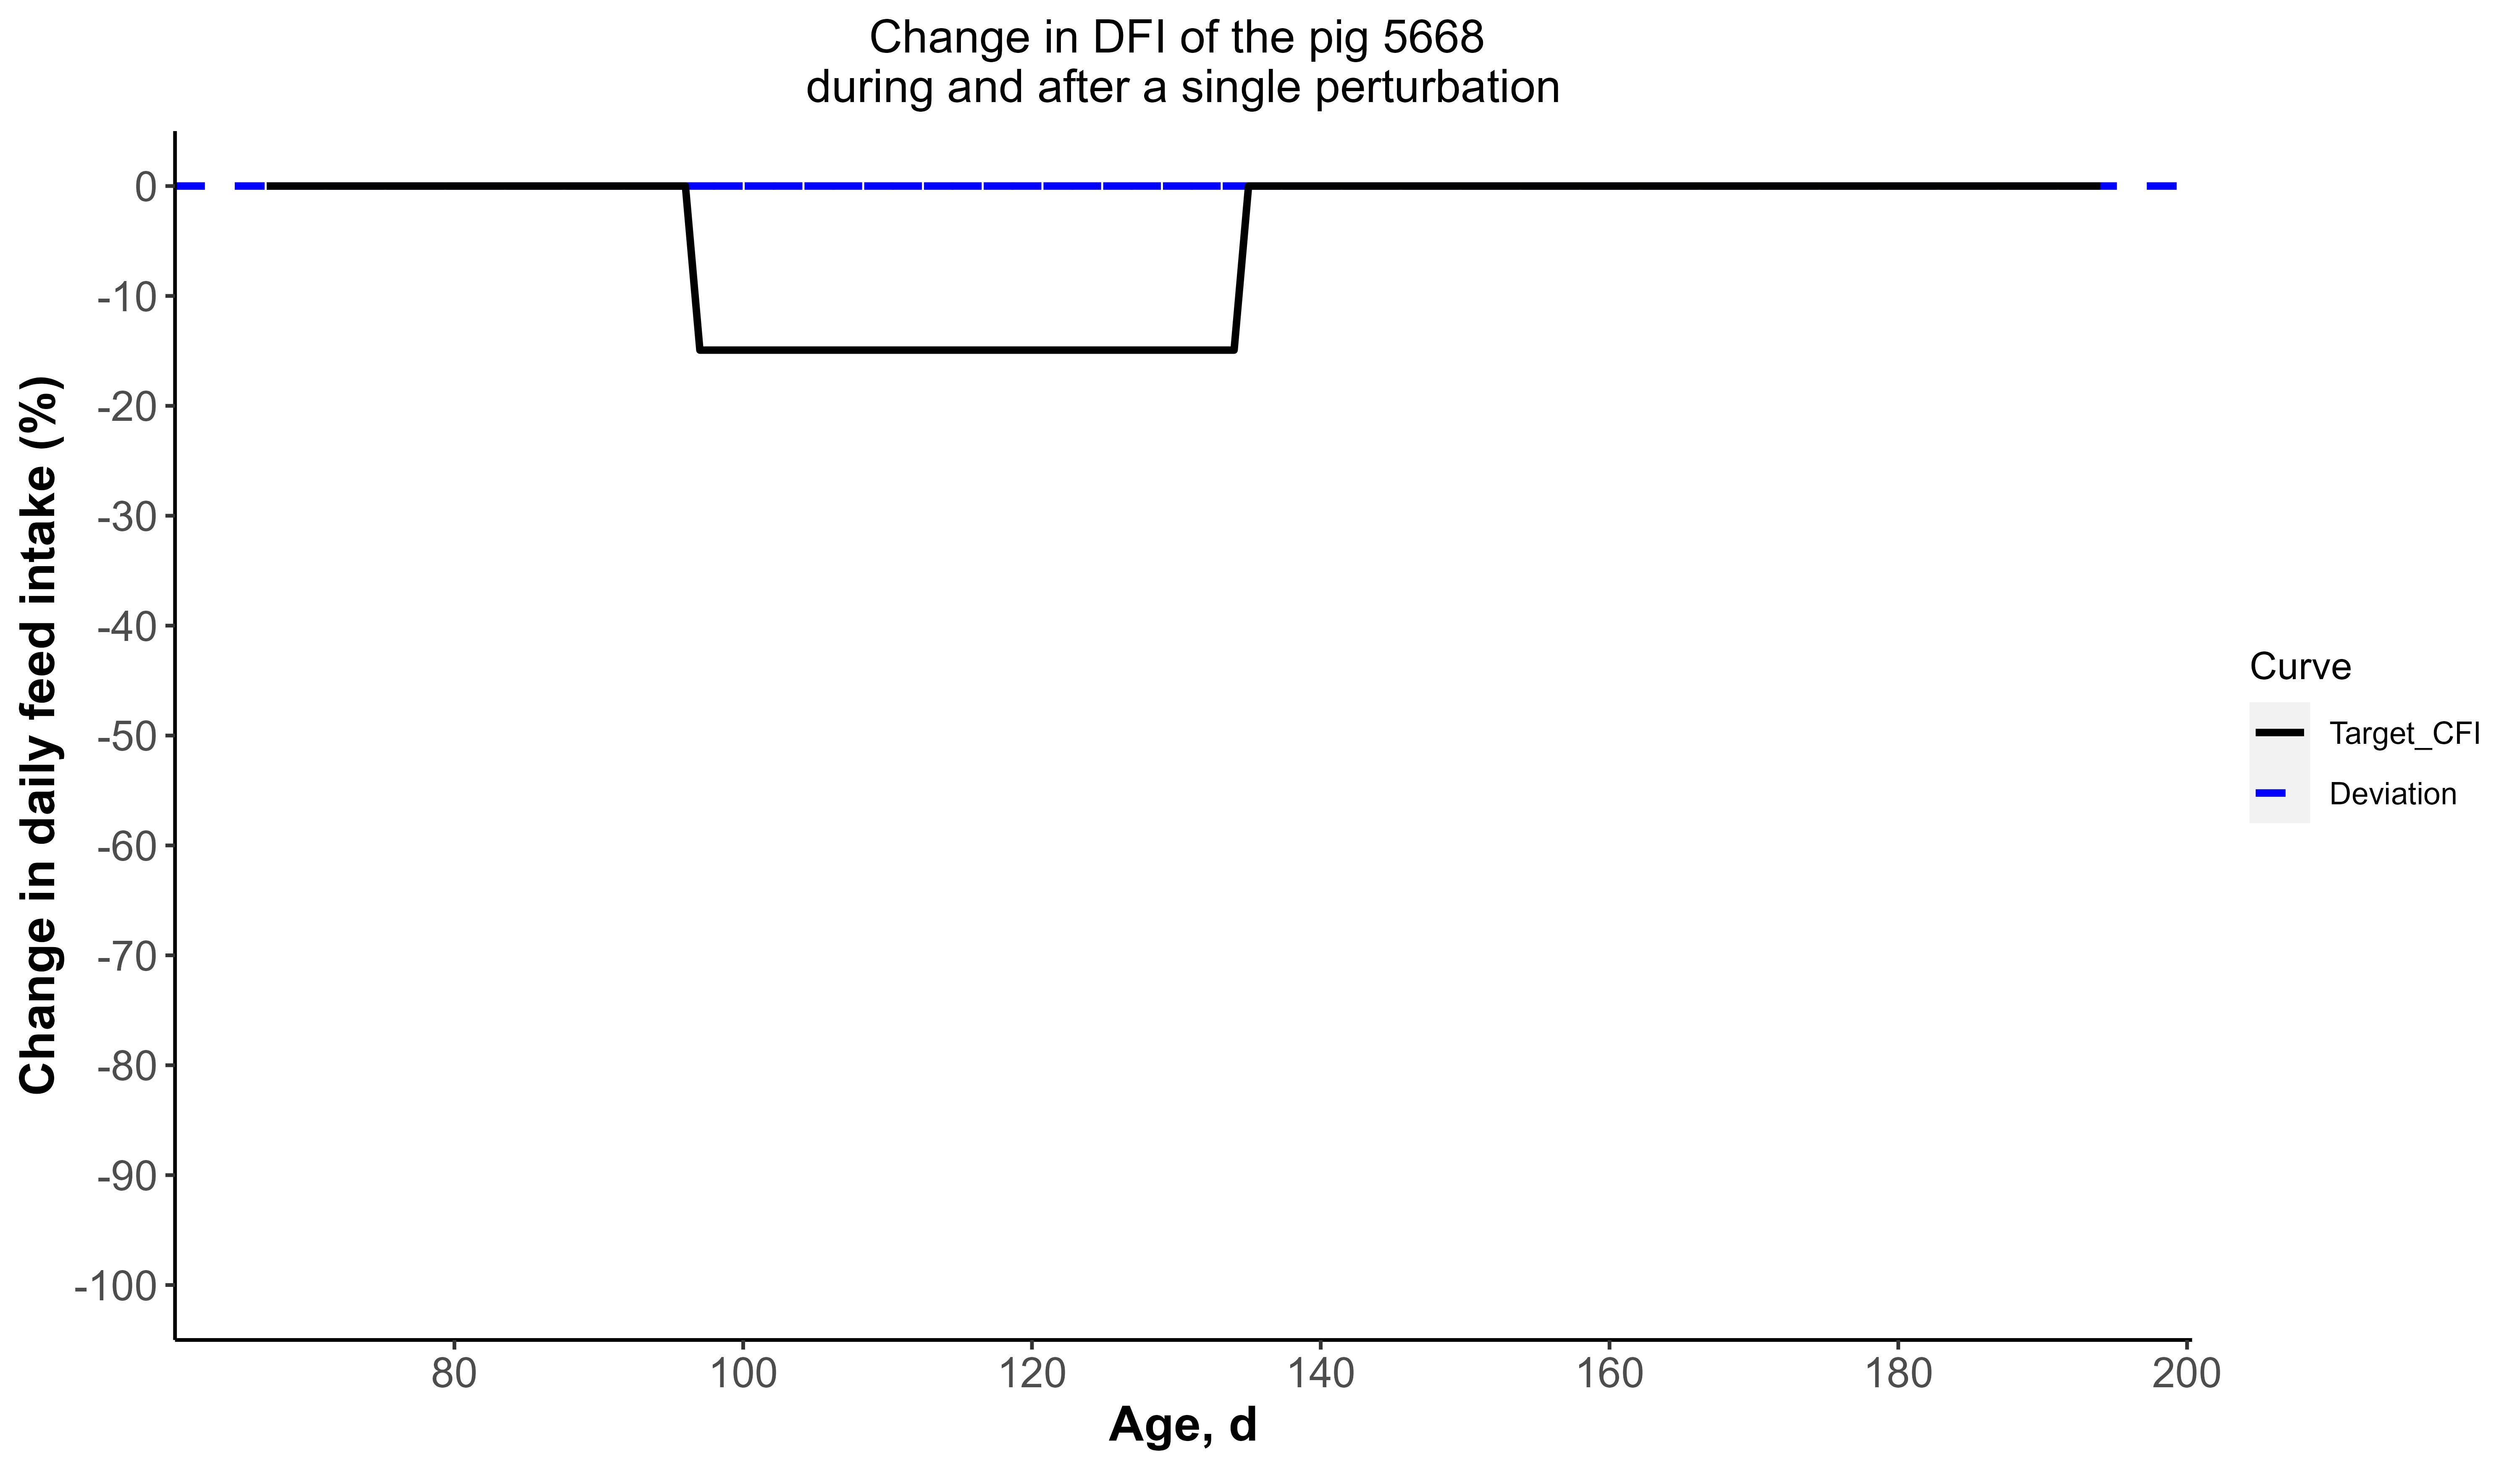 Change in DFI of the pig 5668
during and after a single perturbation
Change in daily feed intake (%)
0
-10
-20
-30
-40
-50
-60
-70
-80
-90
-100
80
100
120
140
160
180
200
Age, d
Curve
Target_CFI
Deviation